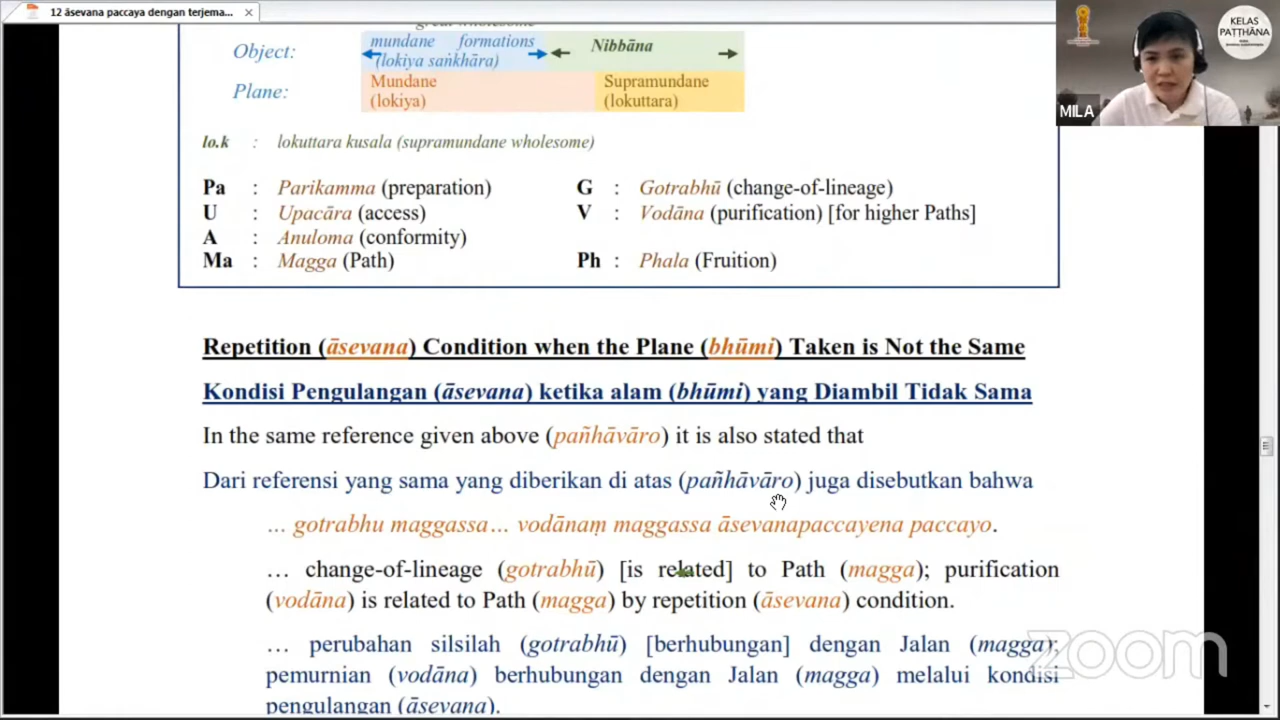 12 āsevana paccaya dengan terjema...
great wholesome
Object:
mundane formations
(lokiya saṅkhāra)
Nibbāna
Plane:
Mundane
(lokiya)
Supramundane
(lokuttara)
lo.k : lokuttara kusala (supramundane wholesome)
Pa : Parikamma (preparation)
G : Gotrabhū (change-of-lineage)
U : Upacāra (access)
V : Vodāna (purification) [for higher Paths]
A : Anuloma (conformity)
Ma : Magga (Path)
Ph : Phala (Fruition)
Repetition (āsevana) Condition when the Plane (bhūmi) Taken is Not the Same
Kondisi Pengulangan (āsevana) ketika alam (bhūmi) yang Diambil Tidak Sama
In the same reference given above (pañhāvāro) it is also stated that
Dari referensi yang sama yang diberikan di atas (pañhāvāro) juga disebutkan bahwa
… gotrabhu maggassa… vodānaṃ maggassa āsevanapaccayena paccayo.
… change-of-lineage (gotrabhū) [is related] to Path (magga); purification
(vodāna) is related to Path (magga) by repetition (āsevana) condition.
… perubahan silsilah (gotrabhū) [berhubungan] dengan Jalan (magga);
pemurnian (vodāna) berhubungan dengan Jalan (magga) melalui kondisi
pengulangan (āsevana).
MILA
KELAS
PAṬṬHĀNA
zoom